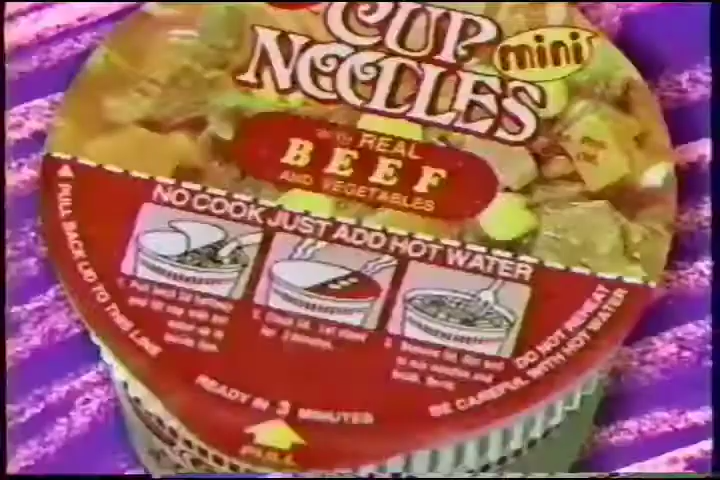 CUP
NOODLES
mini
WITH REAL
BEEF
AND VEGETABLES
NO COOK JUST ADD HOT WATER
PULL BACK LID TO THIS LINE
DO NOT REHEAT
BE CAREFUL WITH HOT WATER
READY IN 3 MINUTES
PULL